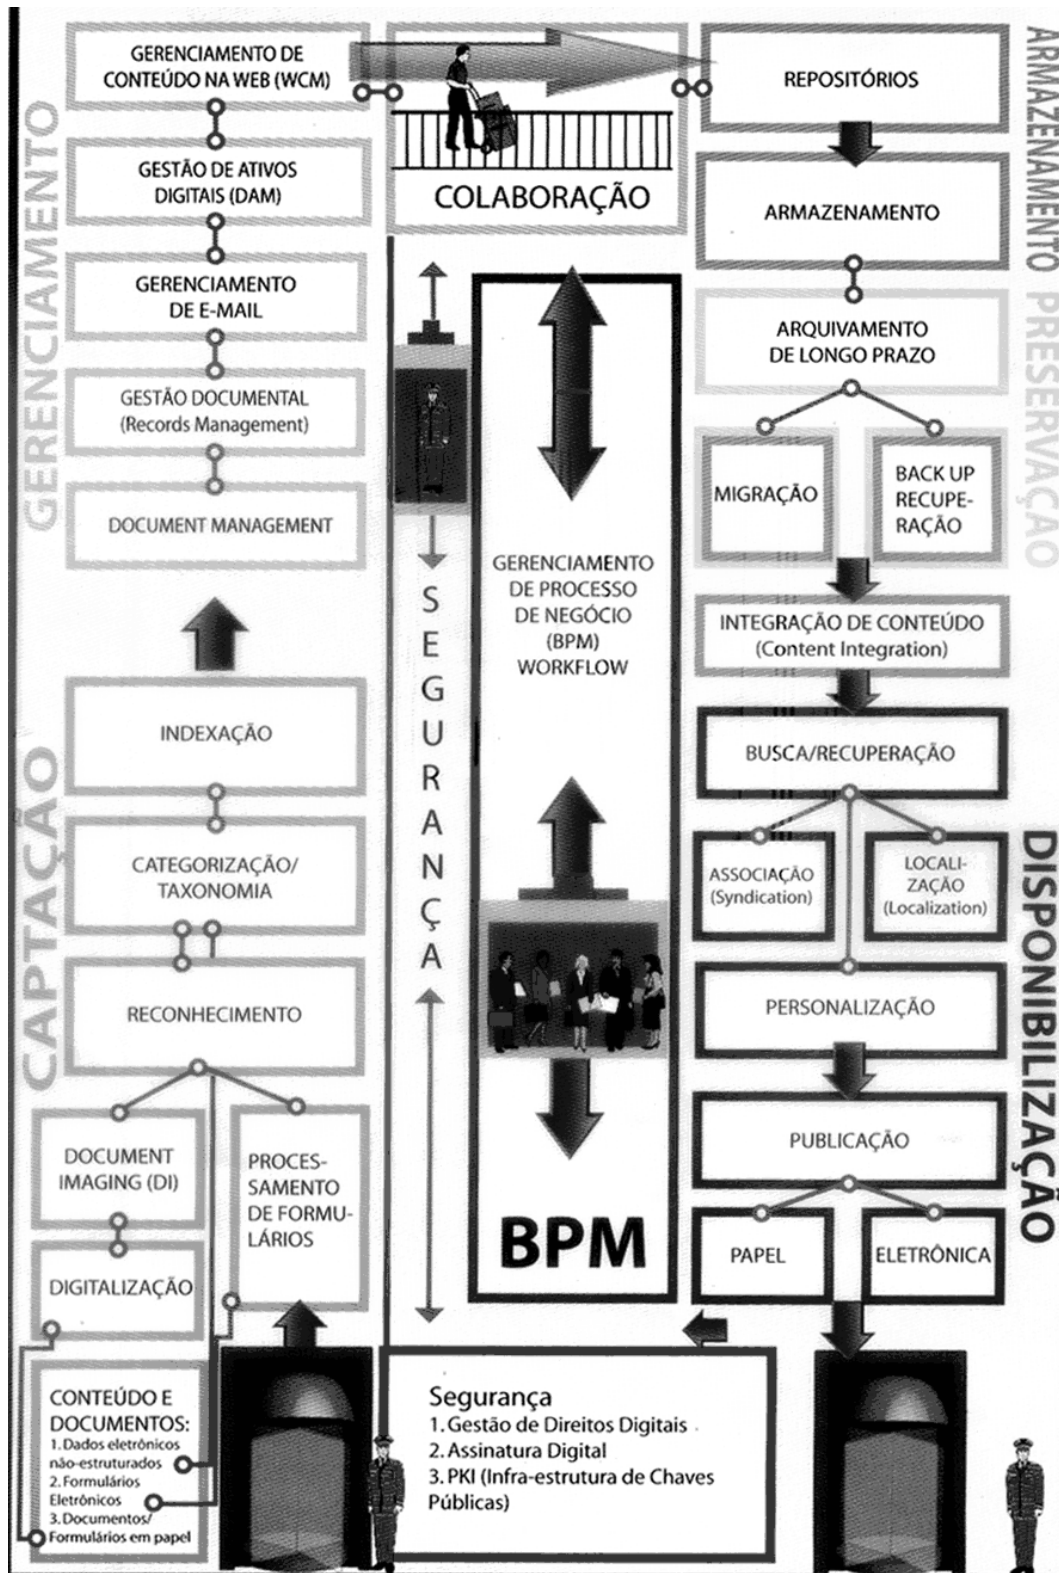 GERENCIAMENTO
GERENCIAMENTO DE
CONTEÚDO NA WEB (WCM)
GESTÃO DE ATIVOS
DIGITAIS (DAM)
GERENCIAMENTO
DE E-MAIL
GESTÃO DOCUMENTAL
(Records Management)
DOCUMENT MANAGEMENT
CAPTAÇÃO
INDEXAÇÃO
CATEGORIZAÇÃO/
TAXONOMIA
RECONHECIMENTO
DOCUMENT
IMAGING (DI)
PROCES-
SAMENTO
DE FORMU-
LÁRIOS
DIGITALIZAÇÃO
CONTEÚDO E
DOCUMENTOS:
1. Dados eletrônicos
não-estruturados
2. Formulários
Eletrônicos
3. Documentos/
Formulários em papel
COLABORAÇÃO
SEGURANÇA
GERENCIAMENTO
DE PROCESSO
DE NEGÓCIO
(BPM)
WORKFLOW
BPM
Segurança
1. Gestão de Direitos Digitais
2. Assinatura Digital
3. PKI (Infra-estrutura de Chaves
Públicas)
ARMAZENAMENTO
REPOSITÓRIOS
ARMAZENAMENTO
PRESERVAÇÃO
ARQUIVAMENTO
DE LONGO PRAZO
MIGRAÇÃO
BACK UP
RECUPE-
RAÇÃO
INTEGRAÇÃO DE CONTEÚDO
(Content Integration)
DISPONIBILIZAÇÃO
BUSCA/RECUPERAÇÃO
ASSOCIAÇÃO
(Syndication)
LOCALI-
ZAÇÃO
(Localization)
PERSONALIZAÇÃO
PUBLICAÇÃO
PAPEL
ELETRÔNICA